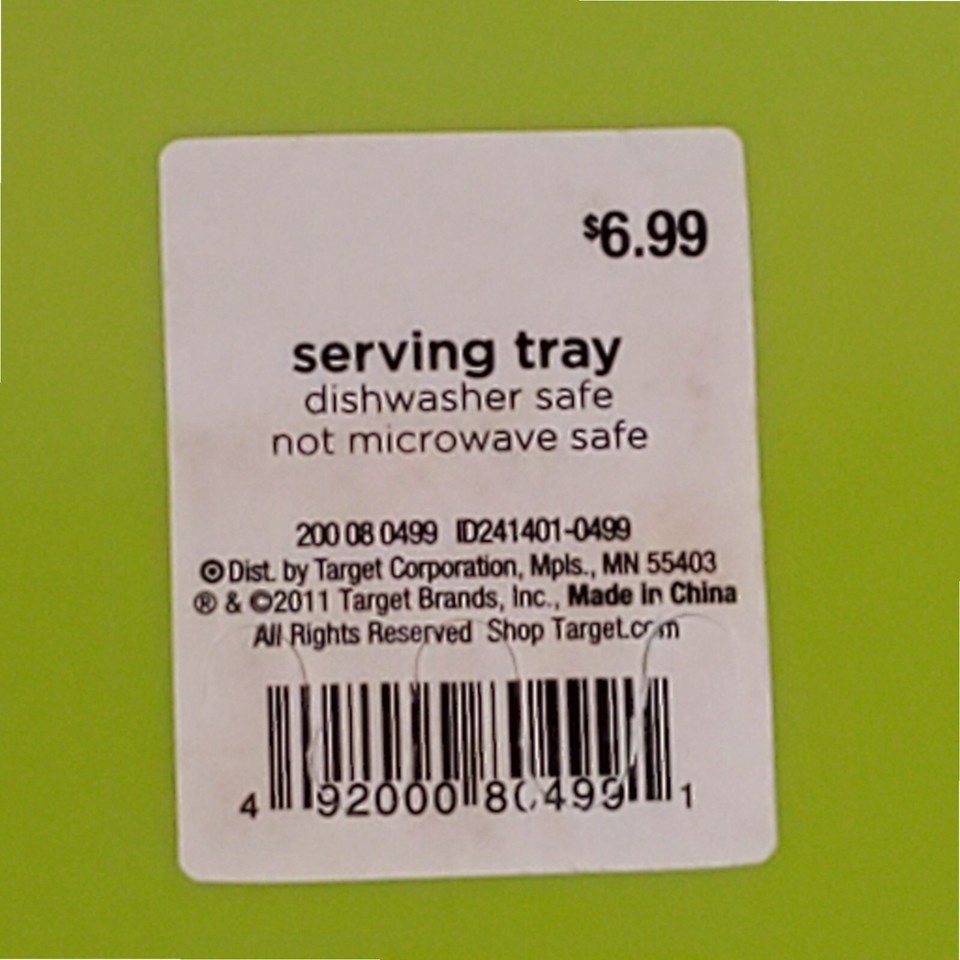 $6.99
serving tray
dishwasher safe
not microwave safe
200 08 0499 ID241401-0499
Dist. by Target Corporation, Mpls., MN 55403
® & ©2011 Target Brands, Inc., Made in China
All Rights Reserved Shop Target.com
4 92000 80499 1